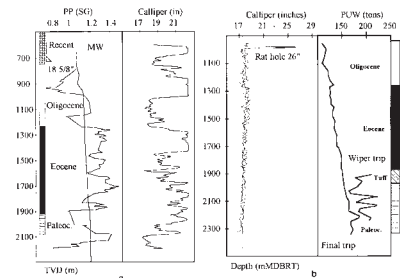 PP (SG)
Calliper (in)
0.8 1 1.2 1.4
17 19 21
MW
Recent
18 5/8"
Oligocene
Eocene
Paleoc.
700
900
1100
1300
1500
1700
1900
2100
TVD (m)
a
Calliper (inches)
POW (tons)
17 21 25 29
100 150 200 250
Rat hole 26"
Oligocene
Eocene
Wiper trip
Tuff
Paleoc.
Final trip
1100
1300
1500
1700
1900
2100
2300
Depth (mMDBRT)
b